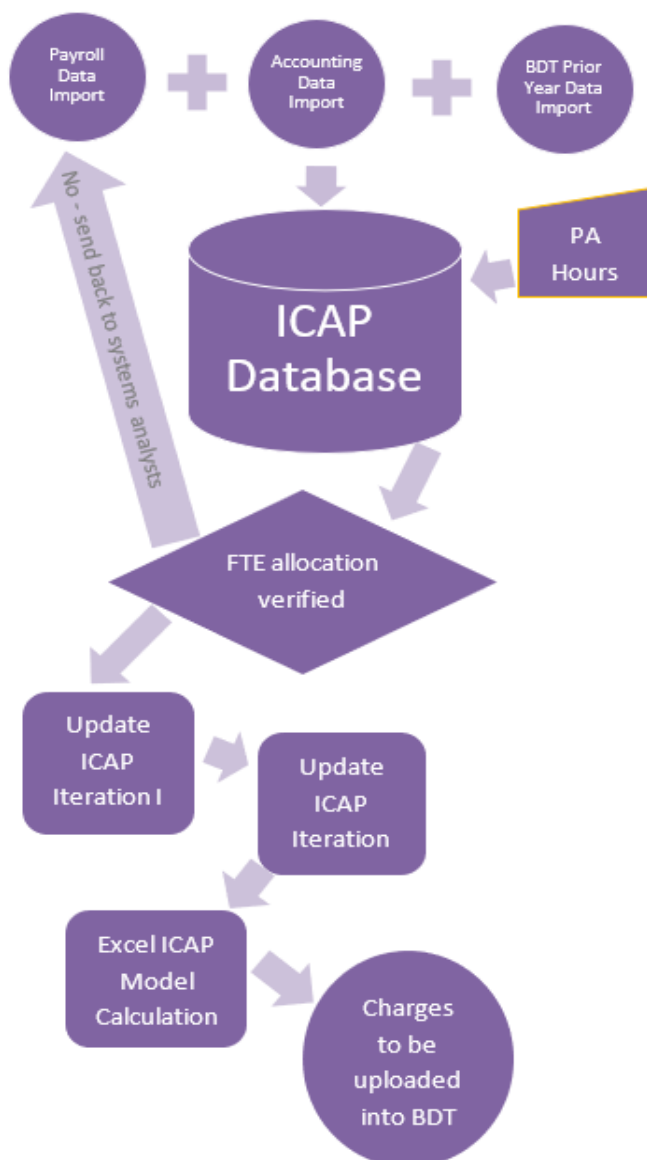 Payroll
Data
Import
Accounting
Data
Import
BDT Prior
Year Data
Import
PA
Hours
ICAP
Database
No - send back to systems analysts
FTE allocation
verified
Update
ICAP
Iteration I
Update
ICAP
Iteration
Excel ICAP
Model
Calculation
Charges
to be
uploaded
into BDT